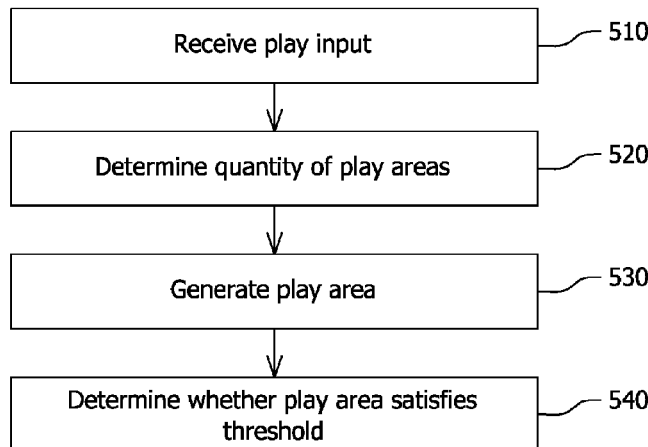 Receive play input
510
Determine quantity of play areas
520
Generate play area
530
Determine whether play area satisfies
threshold
540